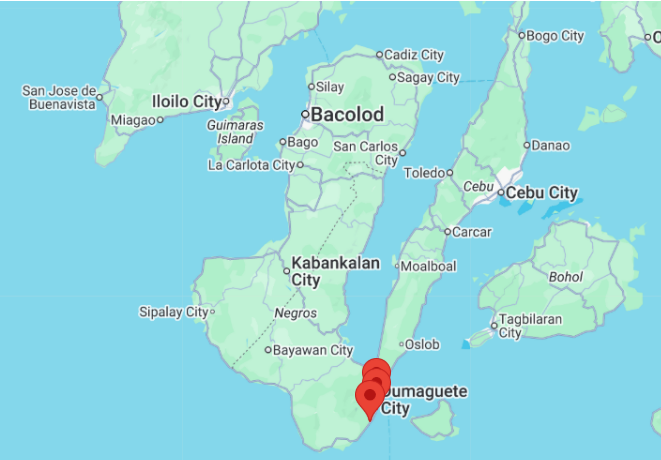 Bogo City
Cadiz City
Sagay City
San Jose de
Buenavista
Iloilo City
Silay
Miagao
Guimaras
Island
Bacolod
Bago
San Carlos
City
Danao
La Carlota City
Toledo
Cebu
Cebu City
Carcar
Kabankalan
City
Moalboal
Bohol
Sipalay City
Negros
Tagbilaran
City
Bayawan City
Oslob
Dumaguete
City